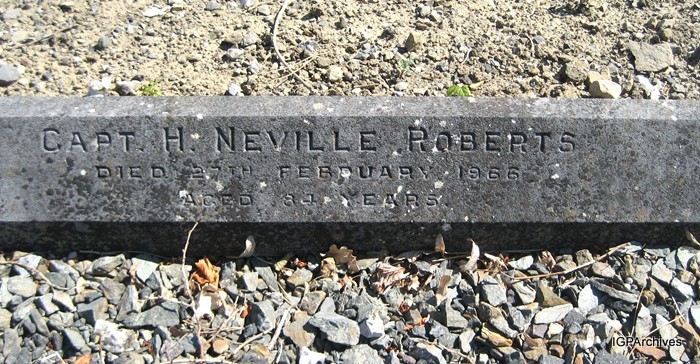 CAPT. H. NEVILLE ROBERTS
DIED 27TH FEBRUARY 1966
AGED 84 YEARS.
IGPArchives